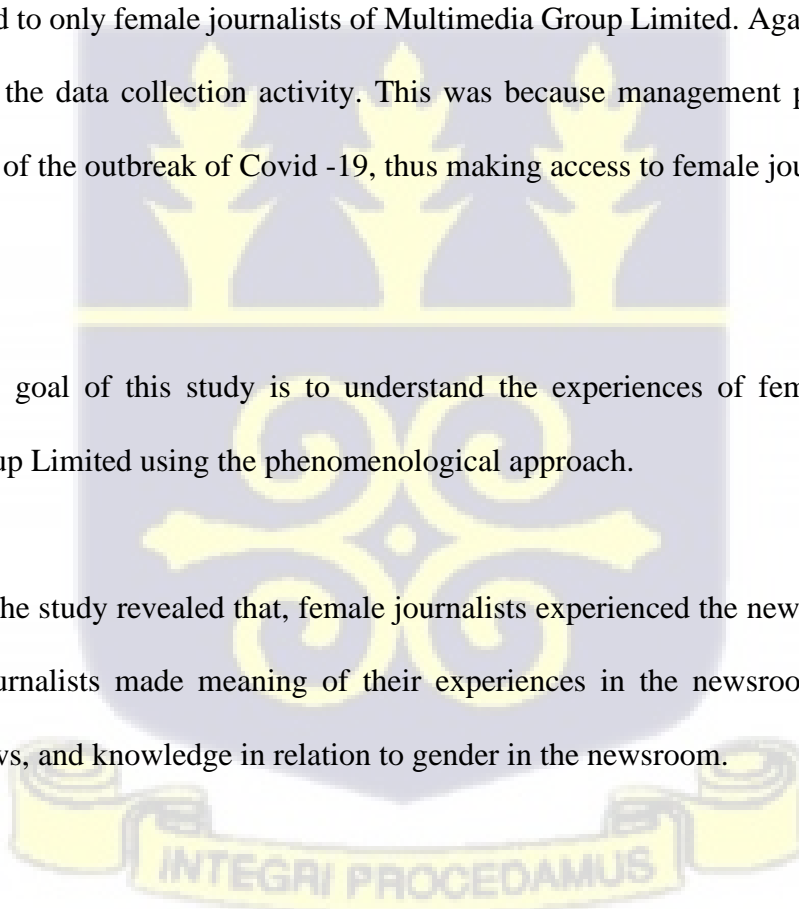 d to only female journalists of Multimedia Group Limited. Aga
the data collection activity. This was because management p
of the outbreak of Covid -19, thus making access to female jou
goal of this study is to understand the experiences of fem
up Limited using the phenomenological approach.
he study revealed that, female journalists experienced the new
urnalists made meaning of their experiences in the newsroo
ws, and knowledge in relation to gender in the newsroom.
INTEGRI PROCEDAMUS